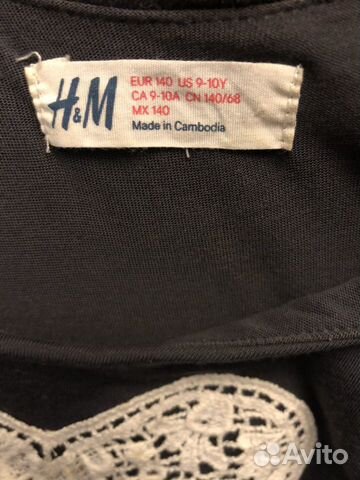 H&M
EUR 140 US 9-10Y
CA 9-10A CN 140/68
MX 140
Made in Cambodia
Avito